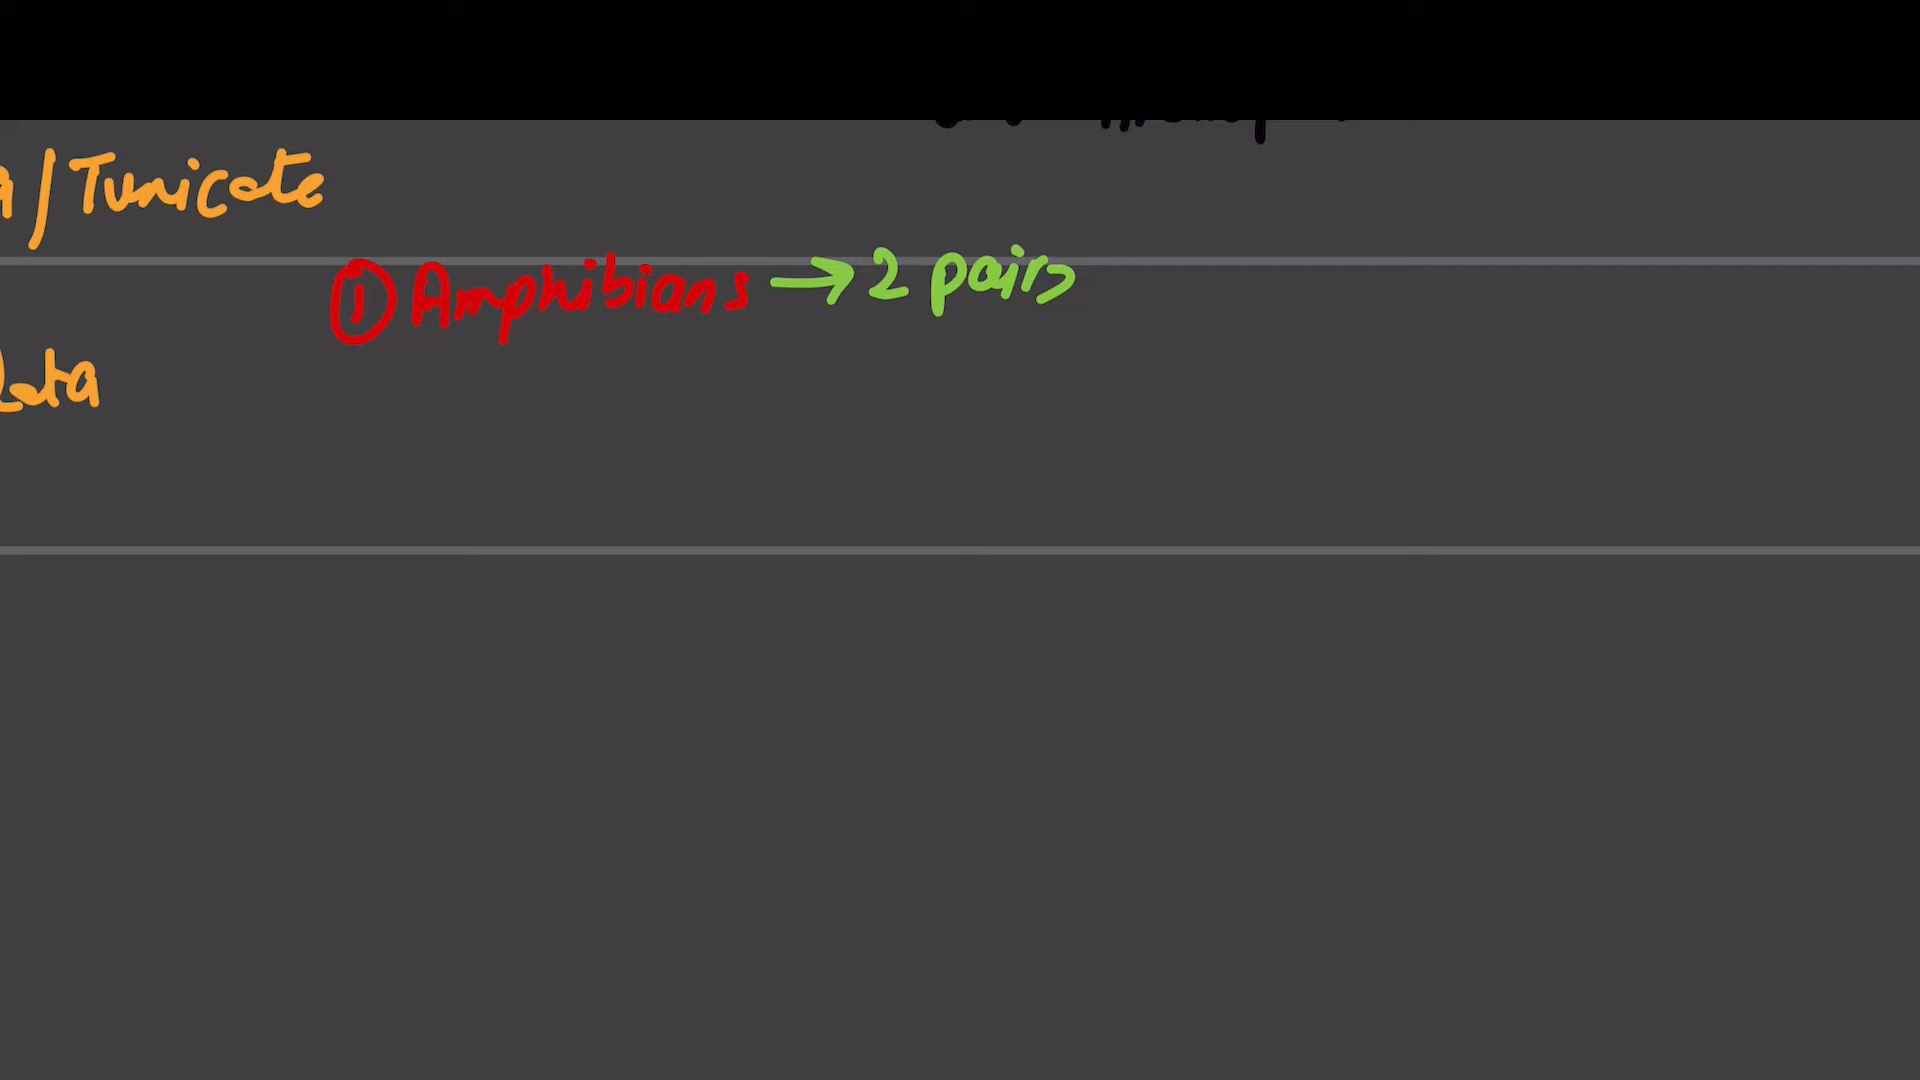 /Tunicate
① Amphibians → 2 pairs